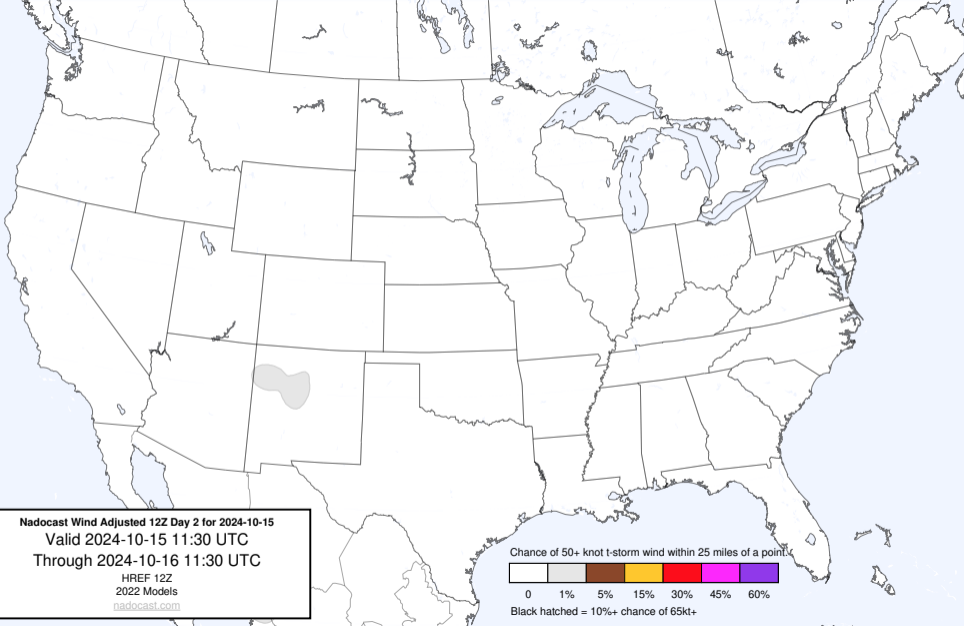 Nadocast Wind Adjusted 12Z Day 2 for 2024-10-15
Valid 2024-10-15 11:30 UTC
Through 2024-10-16 11:30 UTC
HREF 12Z
2022 Models
nadocast.com
Chance of 50+ knot t-storm wind within 25 miles of a point.
0 1% 5% 15% 30% 45% 60%
Black hatched = 10%+ chance of 65kt+